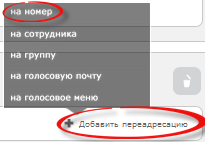 на номер
на сотрудника
на группу
на голосовую почту
на голосовое меню
Добавить переадресацию